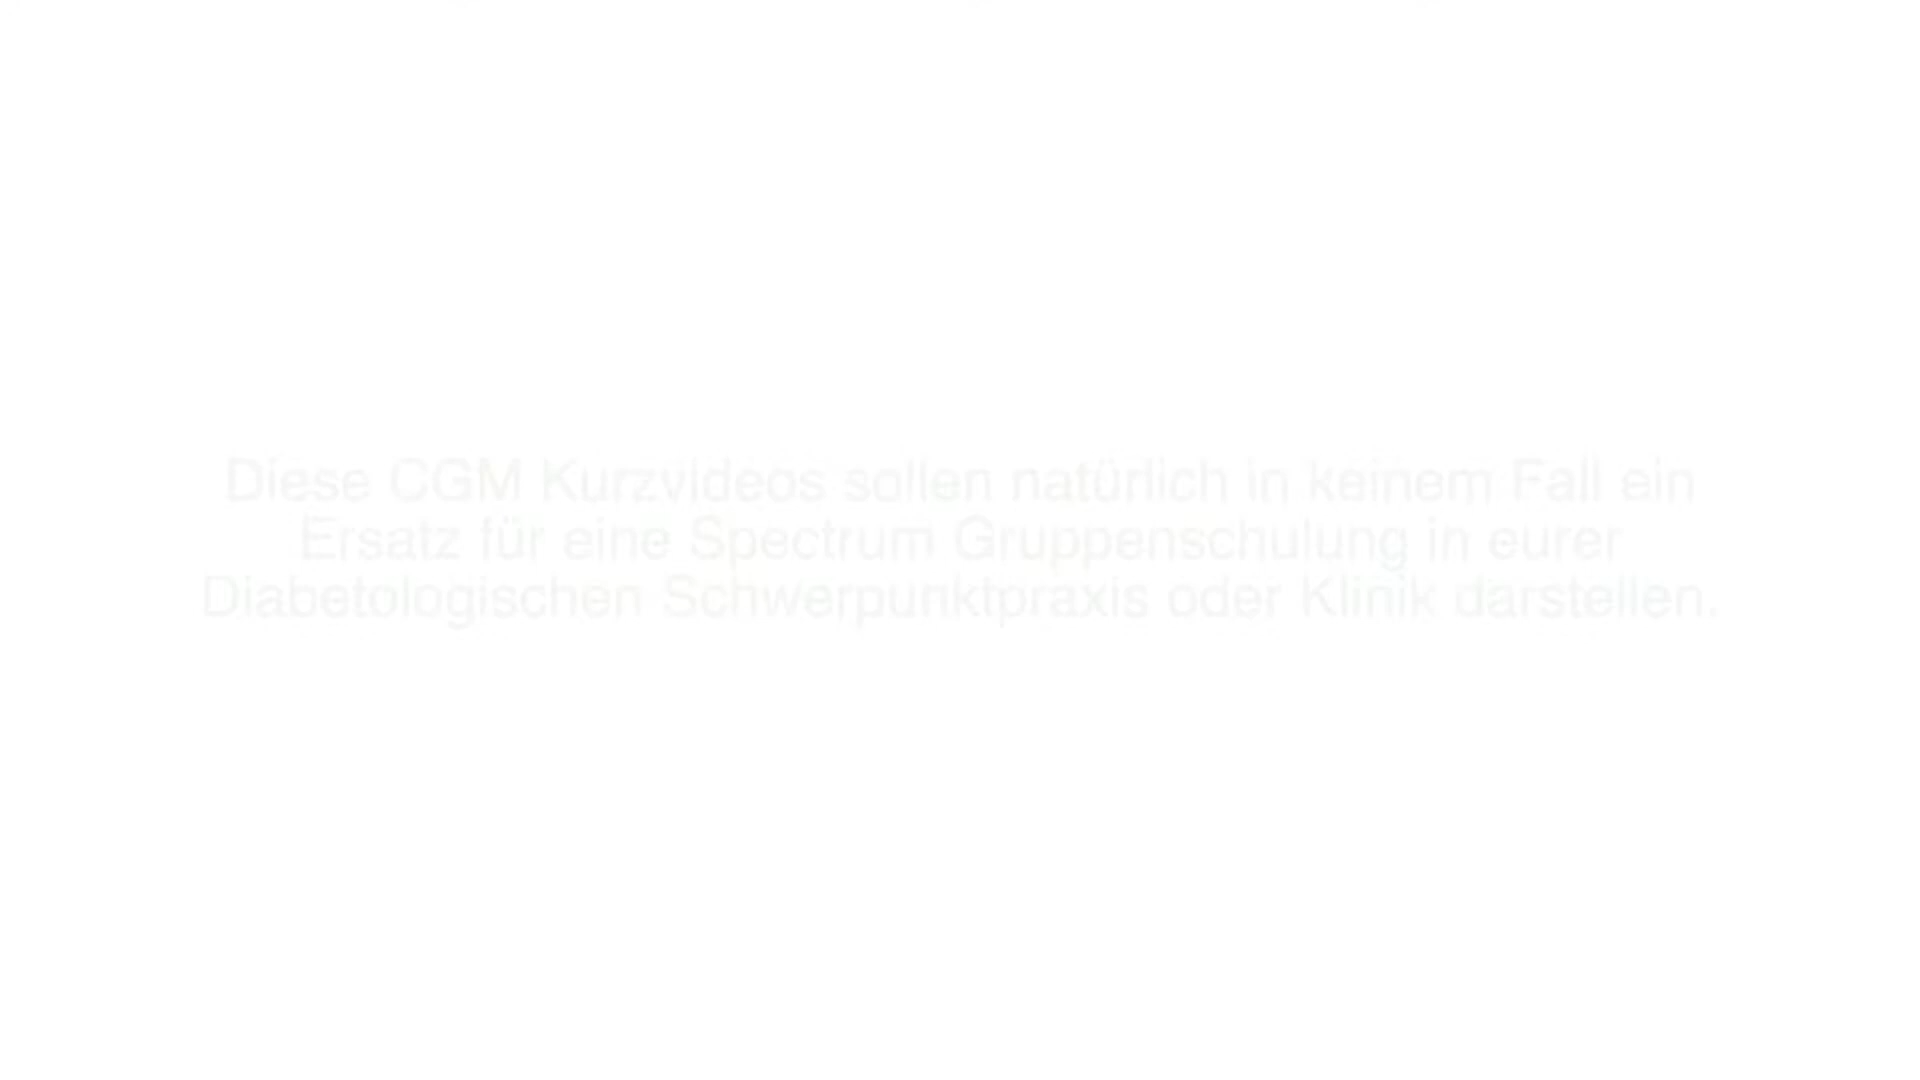 Diese CGM Kurzvideos sollen natürlich in keinem Fall ein
Ersatz für eine Spectrum Gruppenschulung in eurer
Diabetologischen Schwerpunktpraxis oder Klinik darstellen.